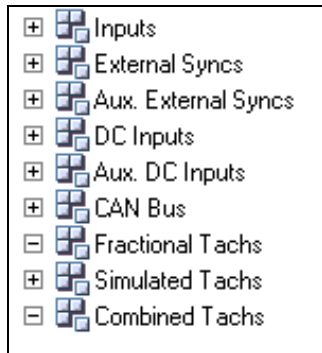 Inputs
External Syncs
Aux. External Syncs
DC Inputs
Aux. DC Inputs
CAN Bus
Fractional Tachs
Simulated Tachs
Combined Tachs